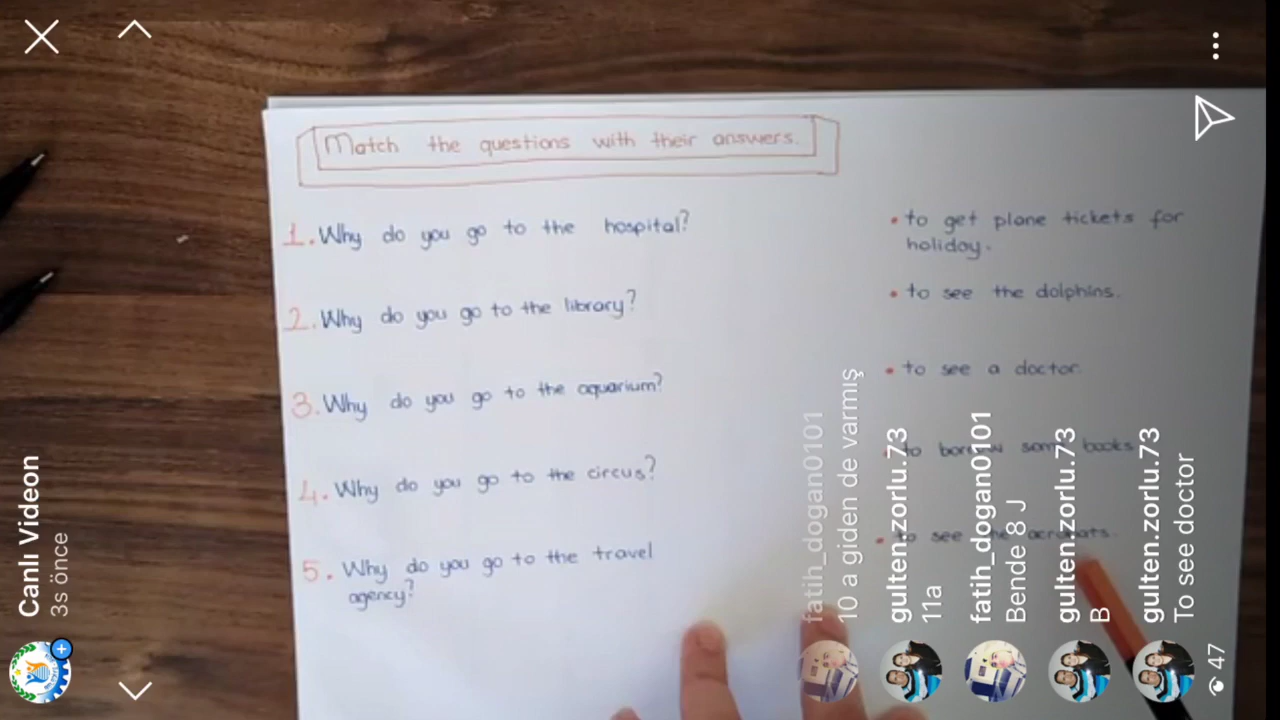 Match the questions with their answers.
1. Why do you go to the hospital?
2. Why do you go to the library?
3. Why do you go to the aquarium?
4. Why do you go to the circus?
5. Why do you go to the travel
agency?
• to get plane tickets for
holiday.
• to see the dolphins.
• to see a doctor.
to borrow some books
• to see the acrobats.
Canlı Videon
3s önce
fatih_dogan0101
10 a giden de varmış
gulten.zorlu.73
11a
fatih_dogan0101
Bende 8 J
gulten.zorlu.73
B
gulten.zorlu.73
To see doctor
47